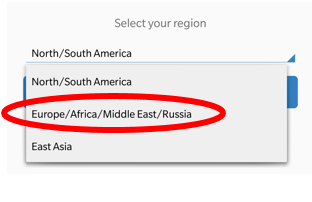 Select your region
North/South America
North/South America
Europe/Africa/Middle East/Russia
East Asia